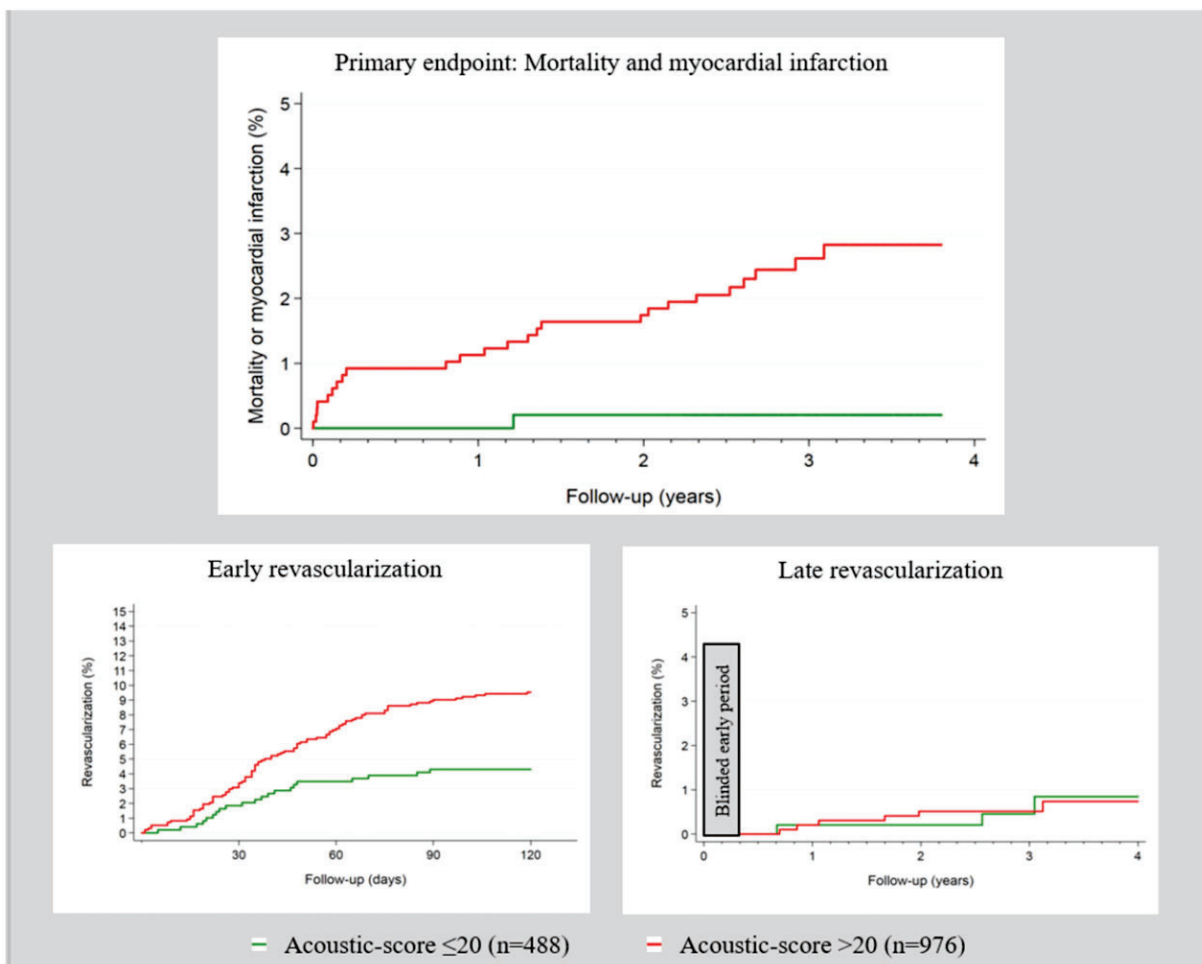 Primary endpoint: Mortality and myocardial infarction
Mortality or myocardial infarction (%)
5
4
3
2
1
0
0 1 2 3 4
Follow-up (years)
Early revascularization
Revascularization (%)
15
14
13
12
11
10
9
8
7
6
5
4
3
2
1
0
30 60 90 120
Follow-up (days)
Late revascularization
Revascularization (%)
5
4
3
2
1
0
Blinded early period
0 1 2 3 4
Follow-up (years)
Acoustic-score ≤20 (n=488) Acoustic-score >20 (n=976)